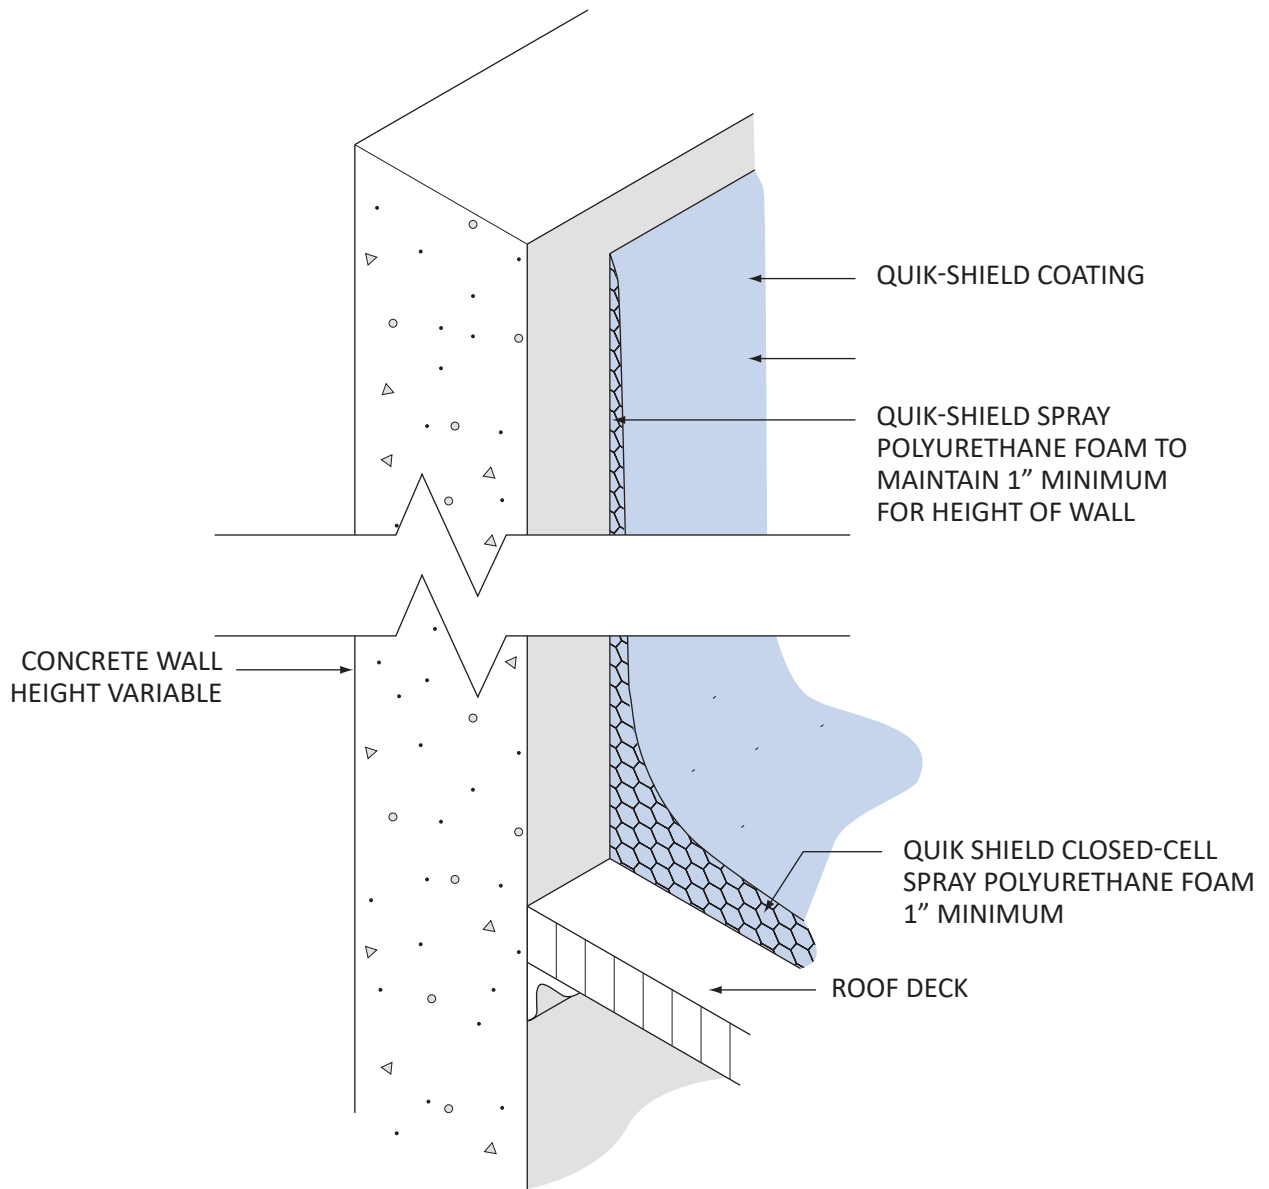 QUIK-SHIELD COATING
QUIK-SHIELD SPRAY
POLYURETHANE FOAM TO
MAINTAIN 1” MINIMUM
FOR HEIGHT OF WALL
CONCRETE WALL
HEIGHT VARIABLE
QUIK SHIELD CLOSED-CELL
SPRAY POLYURETHANE FOAM
1” MINIMUM
ROOF DECK